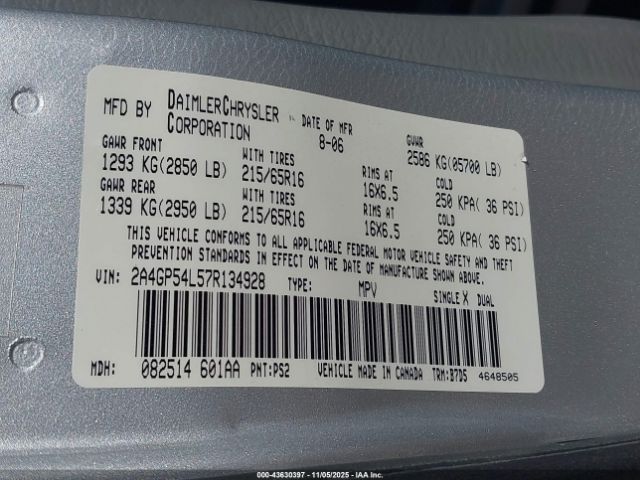 MFD BY DAIMLERCHRYSLER CORPORATION DATE OF MFR 8-06 GVWR 2586 KG(05700 LB)
GAWR FRONT WITH TIRES RIMS AT COLD
1293 KG(2850 LB) 215/65R16 16X6.5 250 KPA( 36 PSI)
GAWR REAR WITH TIRES RIMS AT COLD
1339 KG(2950 LB) 215/65R16 16X6.5 250 KPA( 36 PSI)
THIS VEHICLE CONFORMS TO ALL APPLICABLE FEDERAL MOTOR VEHICLE SAFETY AND THEFT
PREVENTION STANDARDS IN EFFECT ON THE DATE OF MANUFACTURE SHOWN ABOVE.
VIN: 2A4GP54L57R134928 TYPE: MPV SINGLE X DUAL
MDH: 082514 601AA PNT:PS2 VEHICLE MADE IN CANADA TRM:B7D5 4648505
000-43630397 - 11/05/2025 - IAA Inc.